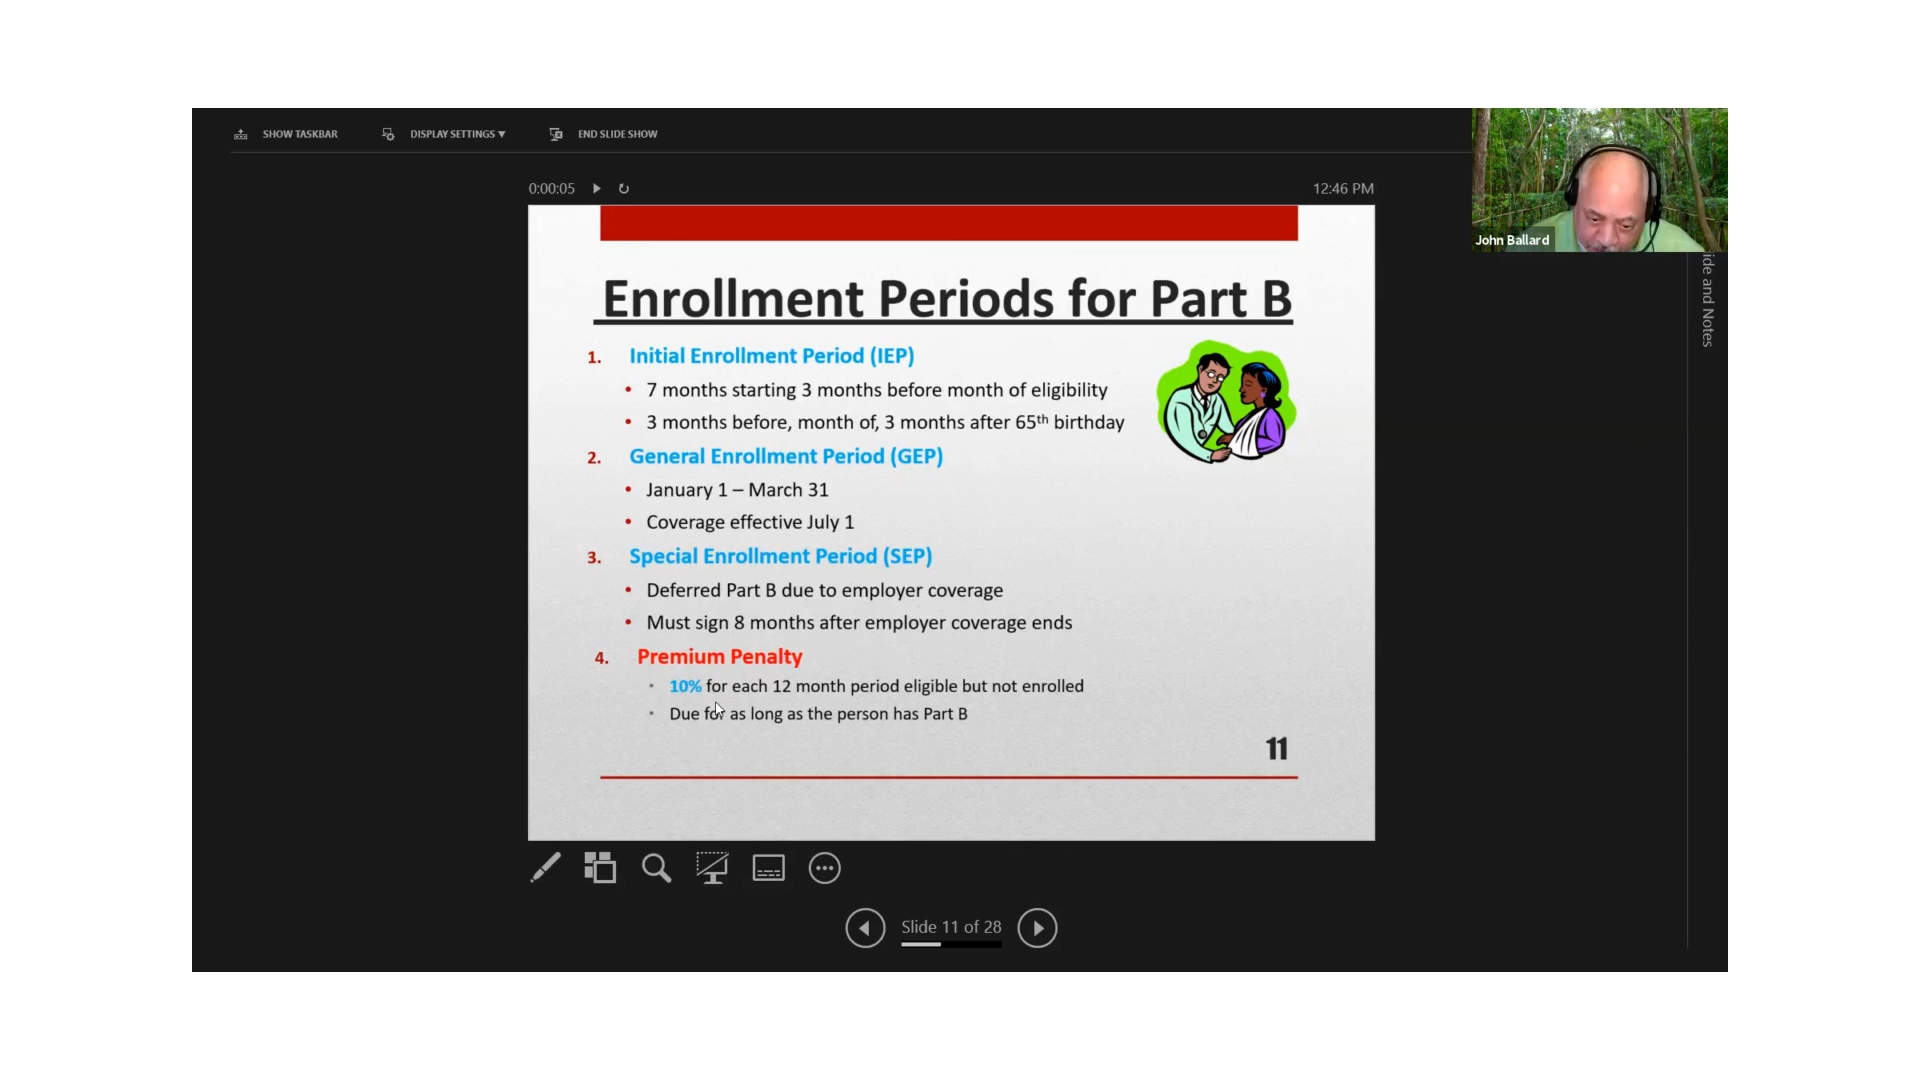 SHOW TASKBAR DISPLAY SETTINGS ▼ END SLIDE SHOW
0:00:05 12:46 PM
John Ballard
ide and Notes
Enrollment Periods for Part B
1. Initial Enrollment Period (IEP)
• 7 months starting 3 months before month of eligibility
• 3 months before, month of, 3 months after 65th birthday
2. General Enrollment Period (GEP)
• January 1 – March 31
• Coverage effective July 1
3. Special Enrollment Period (SEP)
• Deferred Part B due to employer coverage
• Must sign 8 months after employer coverage ends
4. Premium Penalty
• 10% for each 12 month period eligible but not enrolled
• Due for as long as the person has Part B
11
Slide 11 of 28